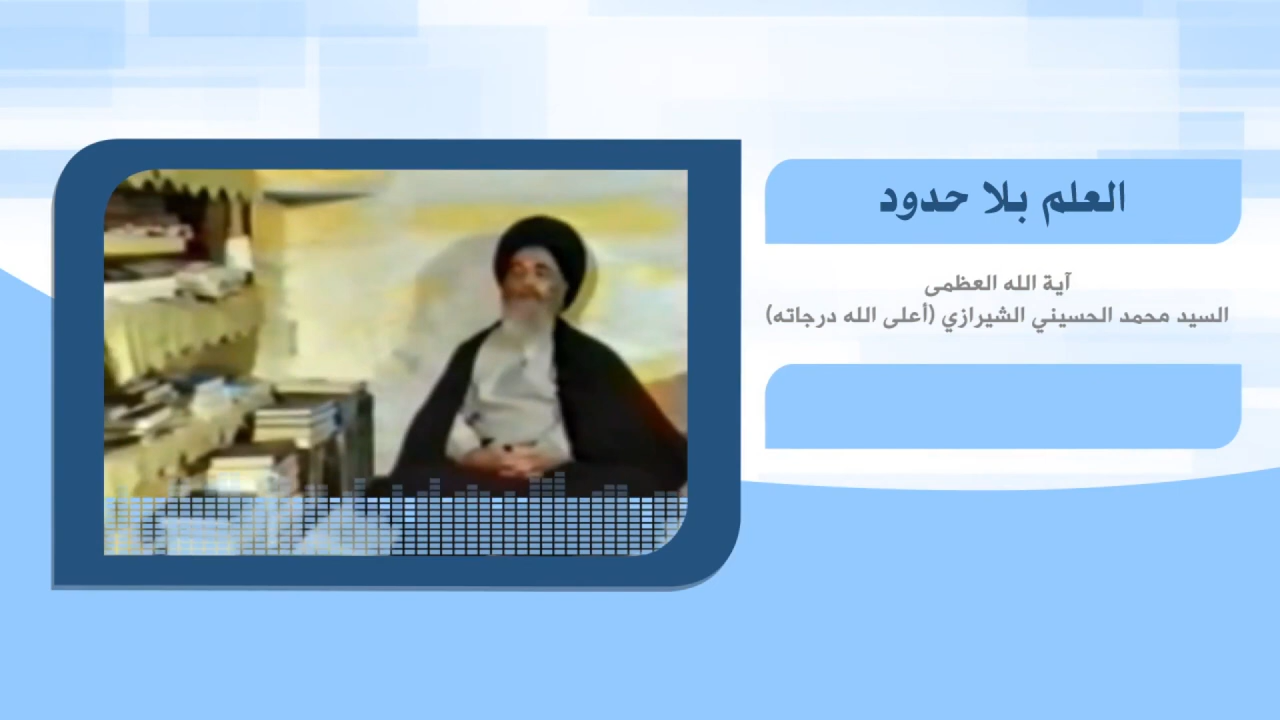 العلم بلا حدود
آية الله العظمى
السيد محمد الحسيني الشيرازي (أعلى الله درجاته)